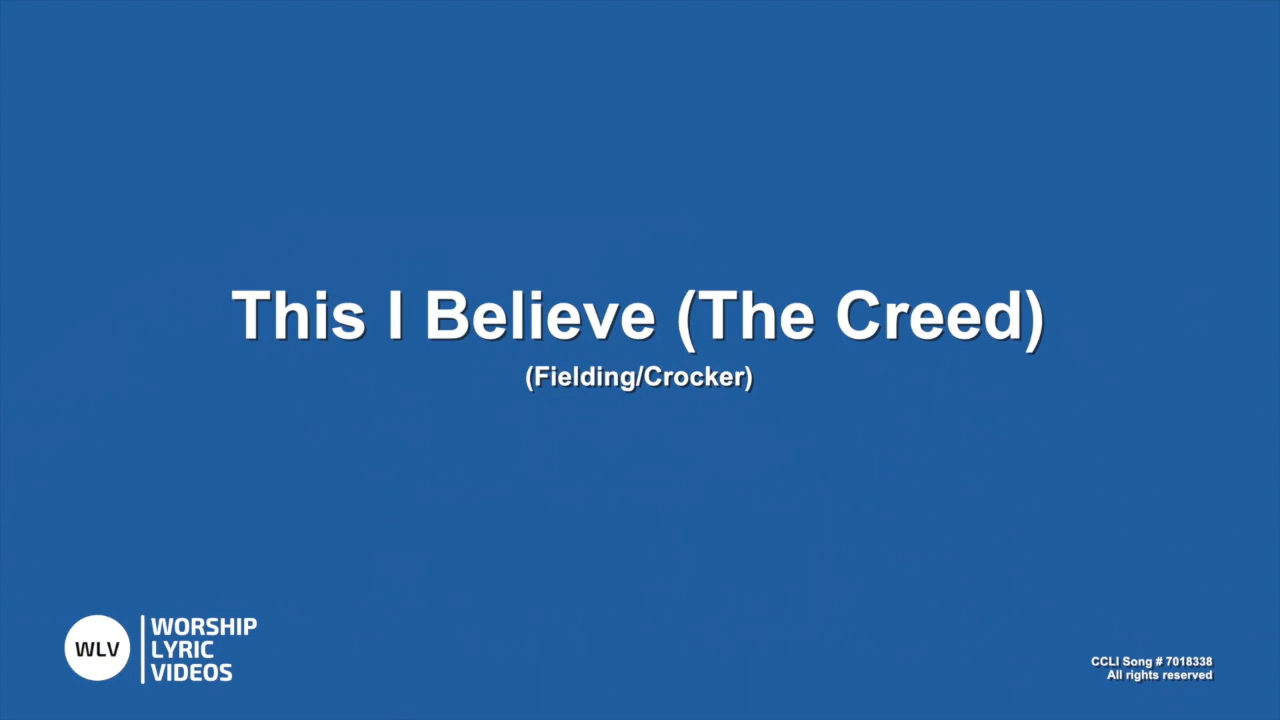 This I Believe (The Creed)
(Fielding/Crocker)
WLV
WORSHIP
LYRIC
VIDEOS
CCLI Song # 7018338
All rights reserved